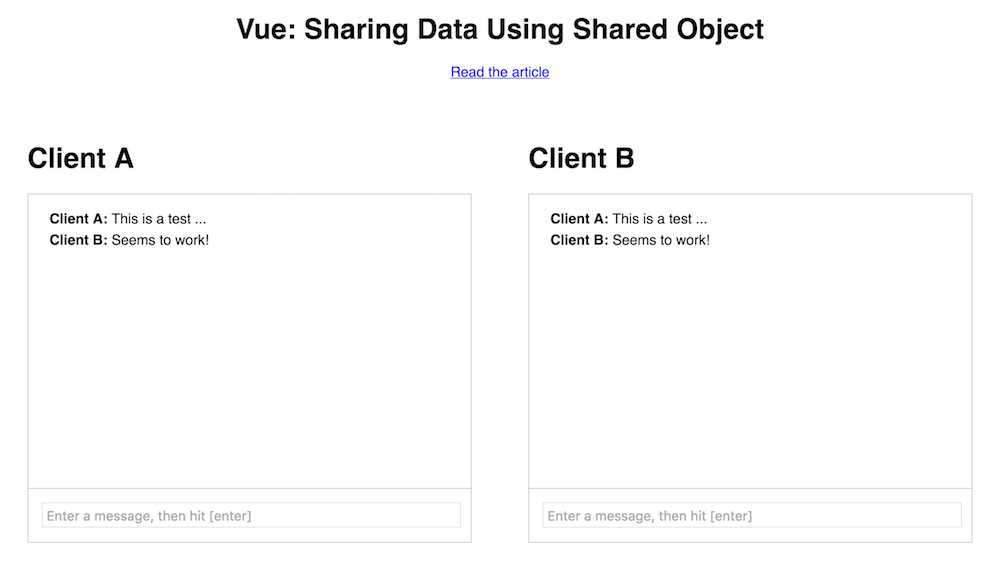 Vue: Sharing Data Using Shared Object
Read the article
Client A
Client A: This is a test ...
Client B: Seems to work!
Enter a message, then hit [enter]
Client B
Client A: This is a test ...
Client B: Seems to work!
Enter a message, then hit [enter]